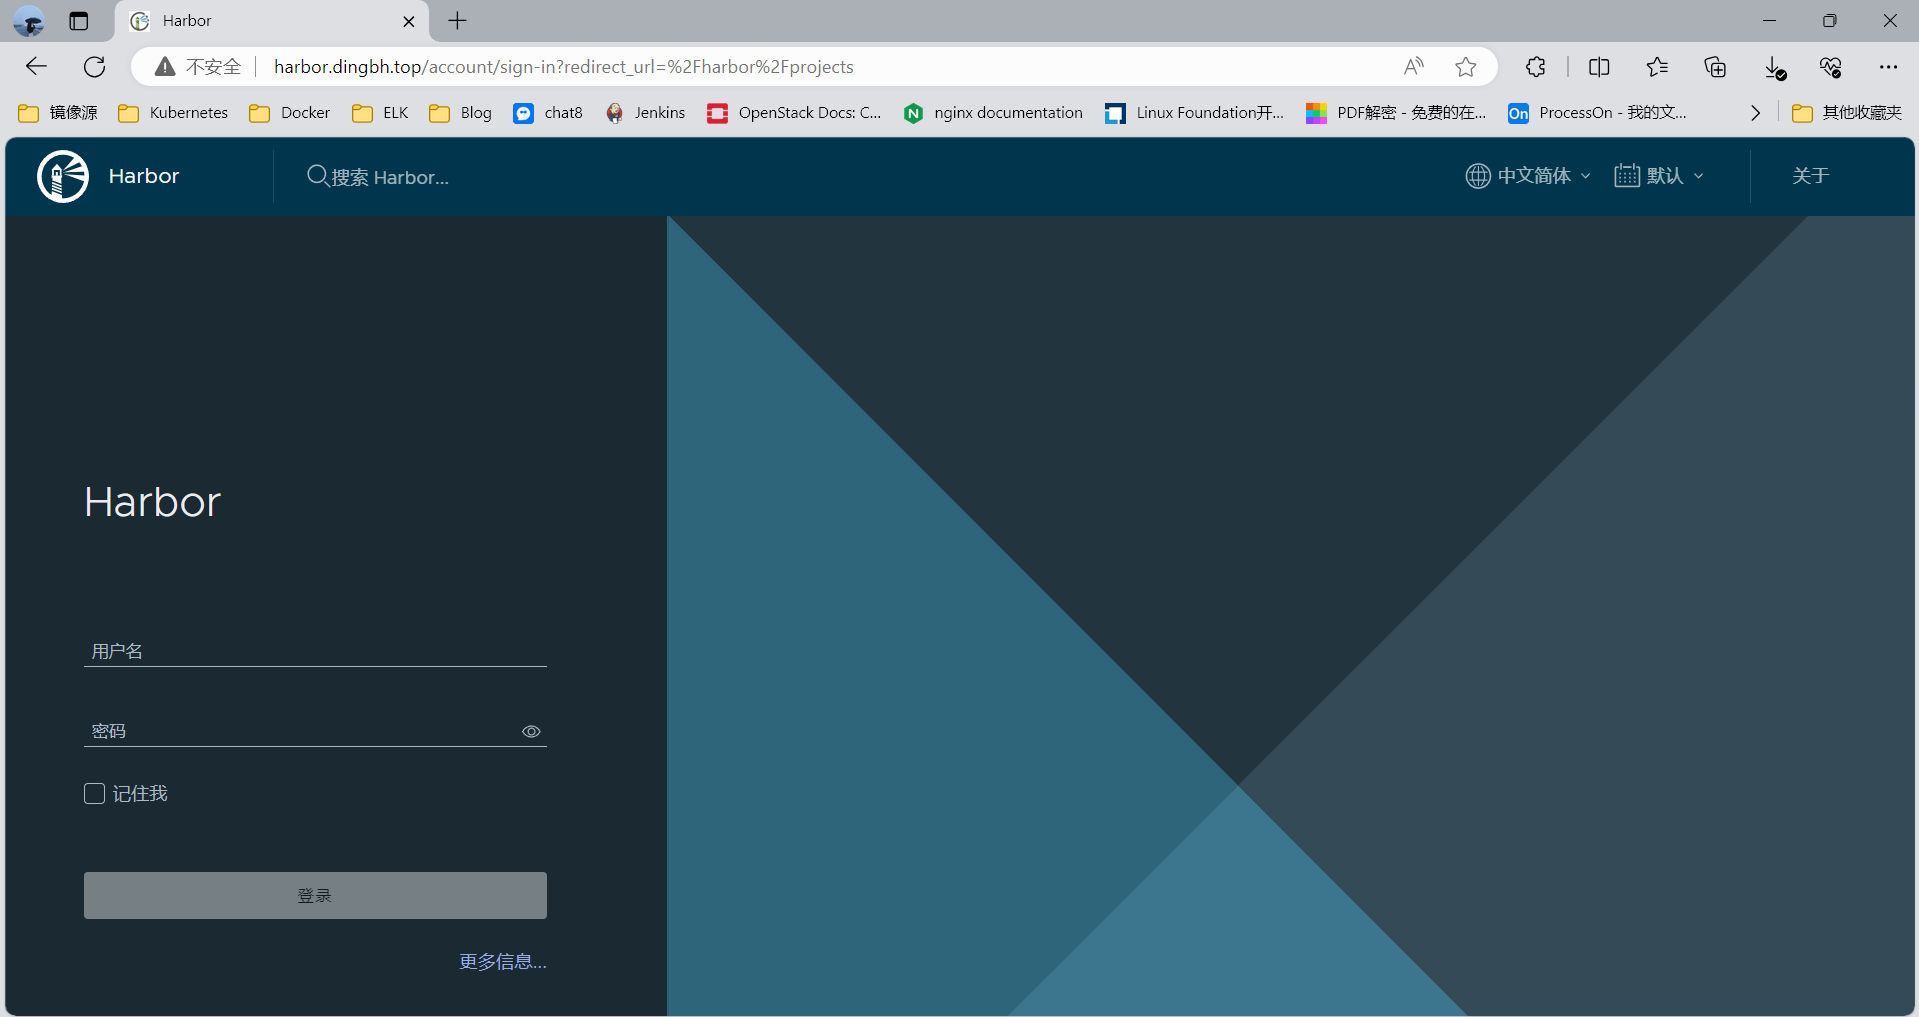 Harbor
不安全
harbor.dingbh.top/account/sign-in?redirect_url=%2Fharbor%2Fprojects
镜像源 Kubernetes Docker ELK Blog chat8 Jenkins OpenStack Docs: C... nginx documentation Linux Foundation开... PDF解密 - 免费的在... On ProcessOn - 我的文... 其他收藏夹
Harbor 搜索 Harbor... 中文简体 默认 关于
Harbor
用户名
密码
记住我
登录
更多信息...